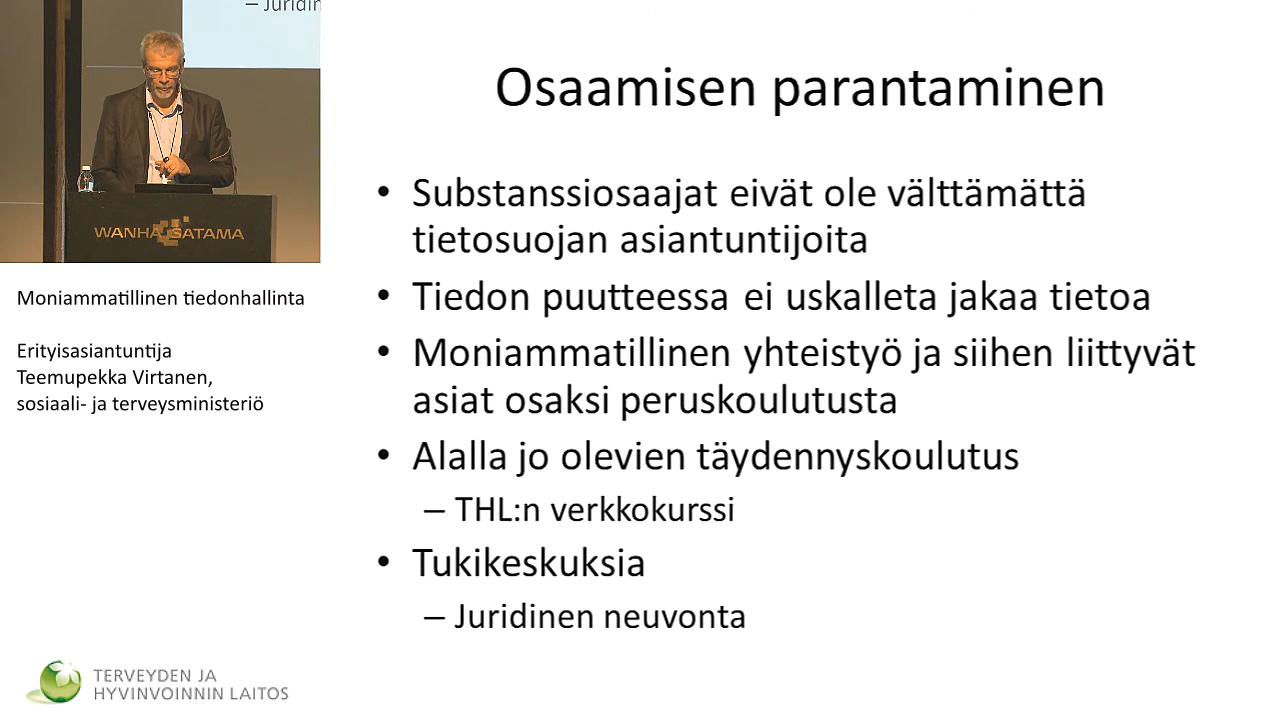 – Juridin
WANHA SATAMA
Moniammatillinen tiedonhallinta
Erityisasiantuntija
Teemupekka Virtanen,
sosiaali- ja terveysministeriö
TERVEYDEN JA
HYVINVOINNIN LAITOS
Osaamisen parantaminen
• Substanssiosaajat eivät ole välttämättä
tietosuojan asiantuntijoita
• Tiedon puutteessa ei uskalleta jakaa tietoa
• Moniammatillinen yhteistyö ja siihen liittyvät
asiat osaksi peruskoulutusta
• Alalla jo olevien täydennyskoulutus
– THL:n verkkokurssi
• Tukikeskuksia
– Juridinen neuvonta